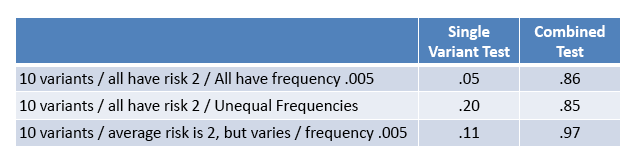 Single Combined
Variant Test Test
10 variants / all have risk 2 / All have frequency .005 .05 .86
10 variants / all have risk 2 / Unequal Frequencies .20 .85
10 variants / average risk is 2, but varies / frequency .005 .11 .97